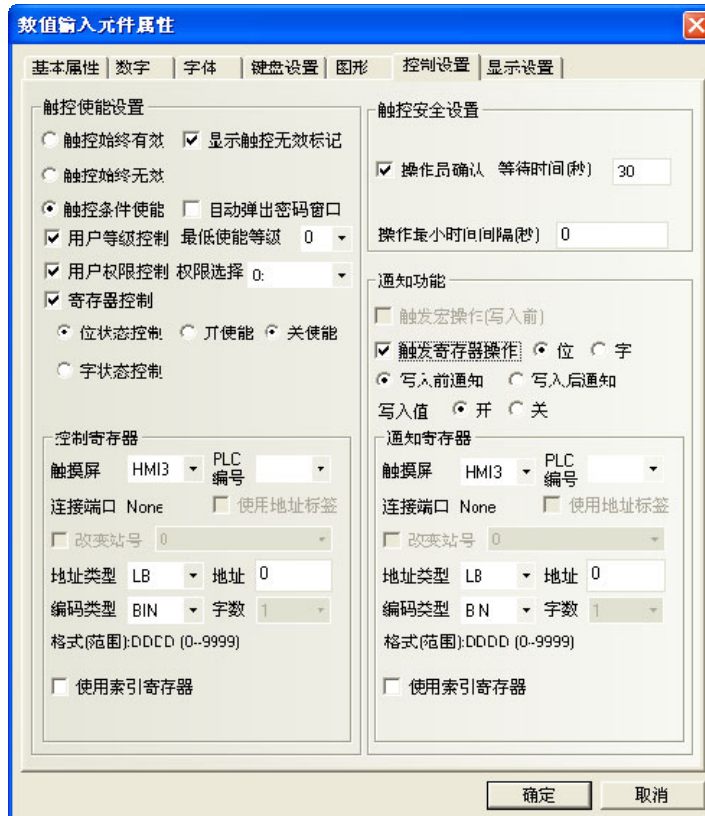 数值输入元件属性
基本属性 数字 字体 键盘设置 图形 控制设置 显示设置
触控使能设置
触控始终有效 显示触控无效标记
触控始终无效
触控条件使能 自动弹出密码窗口
用户等级控制 最低使能等级 0
用户权限控制 权限选择 0:
寄存器控制
位状态控制 开使能 关使能
字状态控制
控制寄存器
触摸屏 HMI3 PLC编号
连接端口 None 使用地址标签
改变站号 0
地址类型 LB 地址 0
编码类型 BIN 字数 1
格式(范围):DDDD (0--9999)
使用索引寄存器
触控安全设置
操作员确认 等待时间(秒) 30
操作最小时间间隔(秒) 0
通知功能
触发宏操作(写入前)
触发寄存器操作 位 字
写入前通知 写入后通知
写入值 开 关
通知寄存器
触摸屏 HMI3 PLC编号
连接端口 None 使用地址标签
改变站号 0
地址类型 LB 地址 0
编码类型 BIN 字数 1
格式(范围):DDDD (0--9999)
使用索引寄存器
确定 取消